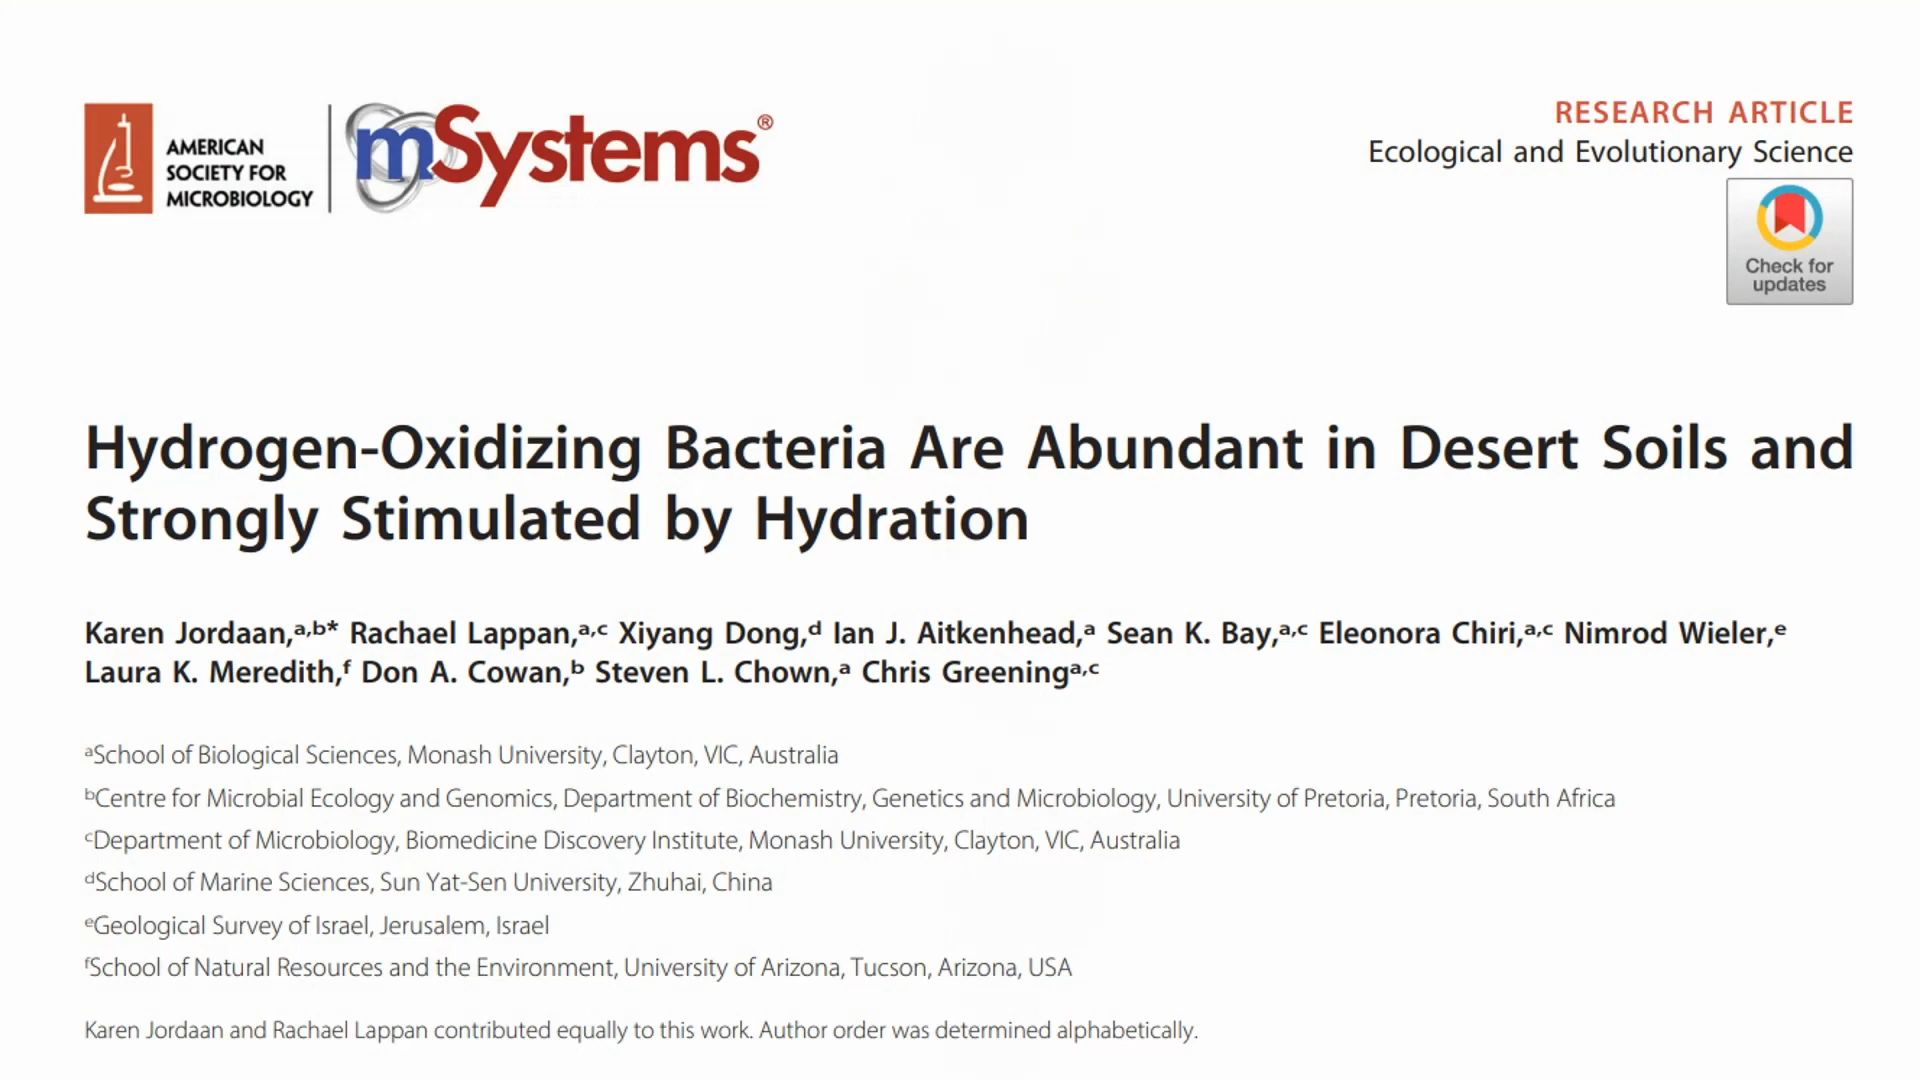 AMERICAN
SOCIETY FOR
MICROBIOLOGY
mSystems®
RESEARCH ARTICLE
Ecological and Evolutionary Science
Check for
updates
Hydrogen-Oxidizing Bacteria Are Abundant in Desert Soils and
Strongly Stimulated by Hydration
Karen Jordaan,a,b* Rachael Lappan,a,c Xiyang Dong,d Ian J. Aitkenhead,a Sean K. Bay,a,c Eleonora Chiri,a,c Nimrod Wieler,e
Laura K. Meredith,f Don A. Cowan,b Steven L. Chown,a Chris Greeninga,c
aSchool of Biological Sciences, Monash University, Clayton, VIC, Australia
bCentre for Microbial Ecology and Genomics, Department of Biochemistry, Genetics and Microbiology, University of Pretoria, Pretoria, South Africa
cDepartment of Microbiology, Biomedicine Discovery Institute, Monash University, Clayton, VIC, Australia
dSchool of Marine Sciences, Sun Yat-Sen University, Zhuhai, China
eGeological Survey of Israel, Jerusalem, Israel
fSchool of Natural Resources and the Environment, University of Arizona, Tucson, Arizona, USA
Karen Jordaan and Rachael Lappan contributed equally to this work. Author order was determined alphabetically.